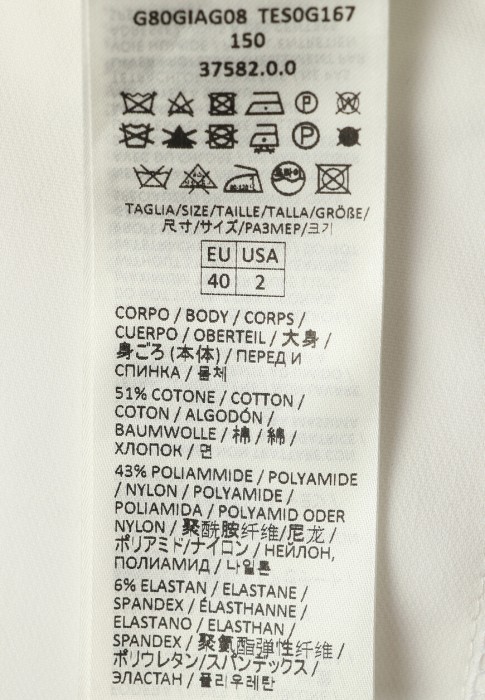 G80GIAG08 TES0G167
150
37582.0.0
TAGLIA/SIZE/TAILLE/TALLA/GRÖßE/
尺寸/サイズ/РАЗМЕР/크기
EU USA
40 2
CORPO / BODY / CORPS /
CUERPO / OBERTEIL / 大身 /
身ごろ (本体) / ПЕРЕД И
СПИНКА / 몸체
51% COTONE / COTTON /
COTON / ALGODÓN /
BAUMWOLLE / 棉 / 綿 /
ХЛОПОК / 면
43% POLIAMMIDE / POLYAMIDE
/ NYLON / POLYAMIDE /
POLIAMIDA / POLYAMID ODER
NYLON / 聚酰胺纤维/尼龙 /
ポリアミド/ナイロン / НЕЙЛОН,
ПОЛИАМИД / 나일론
6% ELASTAN / ELASTANE /
SPANDEX / ÉLASTHANNE /
ELASTANO / ELASTHAN /
SPANDEX / 聚氨酯弹性纤维 /
ポリウレタン/スパンデックス /
ЭЛАСТАН / 폴리우레탄